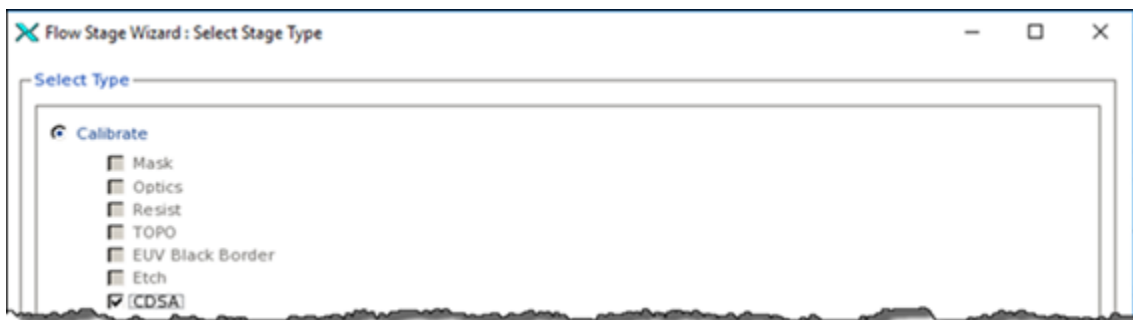 Flow Stage Wizard : Select Stage Type
Select Type
Calibrate
Mask
Optics
Resist
TOPO
EUV Black Border
Etch
CDSA